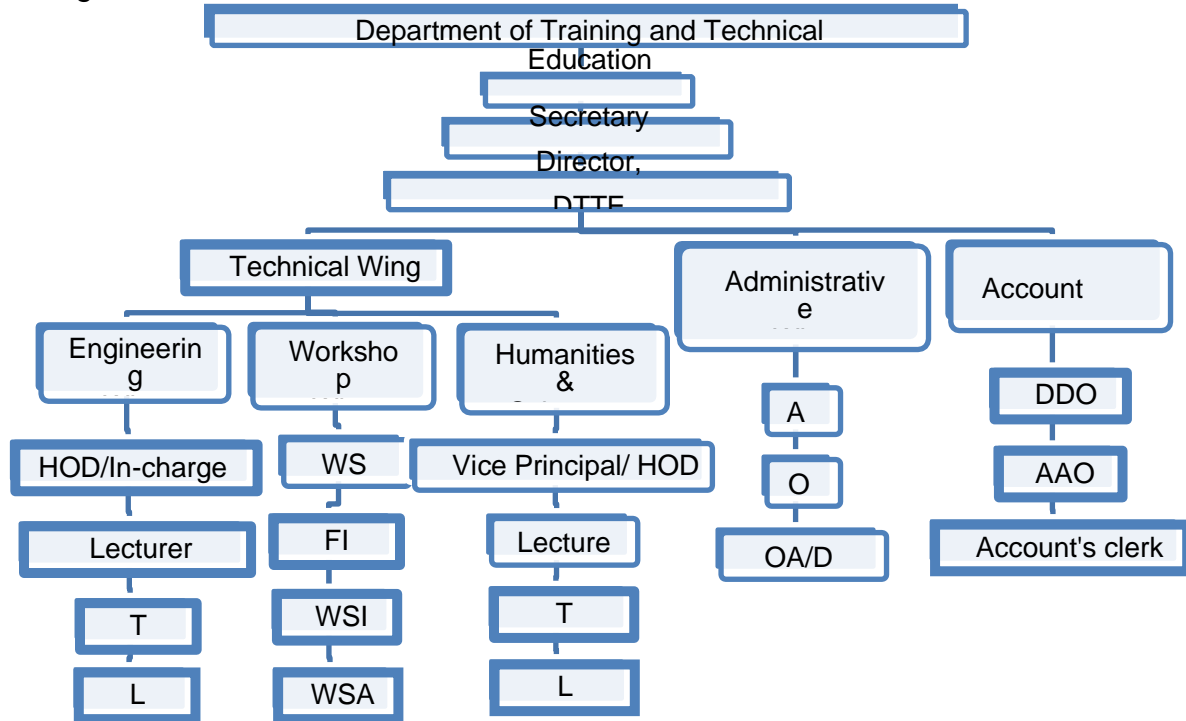 Department of Training and Technical
Education
Secretary
Director,
DTTE
Technical Wing
Administrativ
e
Account
Engineerin
g
Worksho
p
Humanities
&
A
DDO
HOD/In-charge
WS
Vice Principal/ HOD
O
AAO
Lecturer
FI
Lecture
OA/D
Account's clerk
T
WSI
T
L
WSA
L